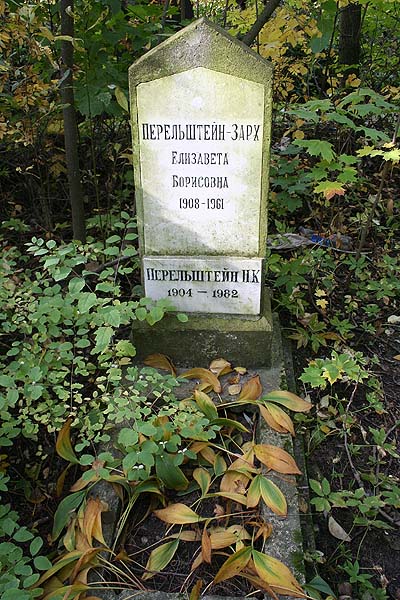 ПЕРЕЛЬШТЕЙН-ЗАРХ
ЕЛИЗАВЕТА
БОРИСОВНА
1908-1961
ПЕРЕЛЬШТЕЙН Н.К
1904 — 1982